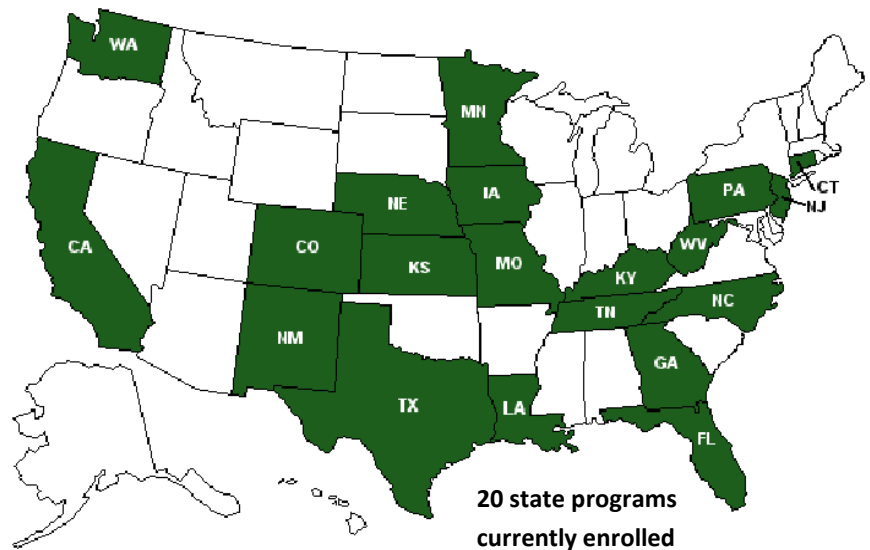 WA
MN
NE
IA
PA
CT
NJ
CA
CO
KS
MO
WV
KY
NM
TN
NC
GA
TX
LA
FL
20 state programs
currently enrolled